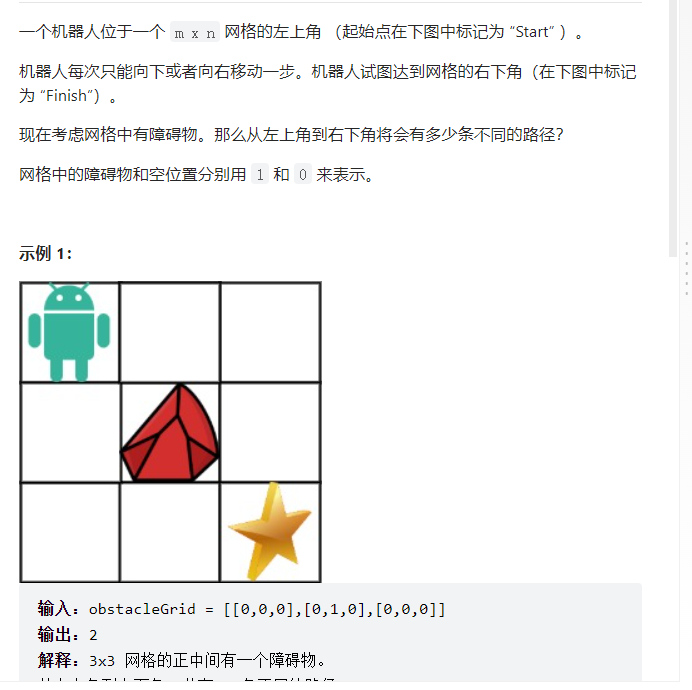 一个机器人位于一个 m x n 网格的左上角 （起始点在下图中标记为 “Start” ）。
机器人每次只能向下或者向右移动一步。机器人试图达到网格的右下角（在下图中标记
为 “Finish”）。
现在考虑网格中有障碍物。那么从左上角到右下角将会有多少条不同的路径？
网格中的障碍物和空位置分别用 1 和 0 来表示。
示例 1：
输入：obstacleGrid = [[0,0,0],[0,1,0],[0,0,0]]
输出：2
解释：3x3 网格的正中间有一个障碍物。